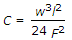 C = w³l² / 24 F²